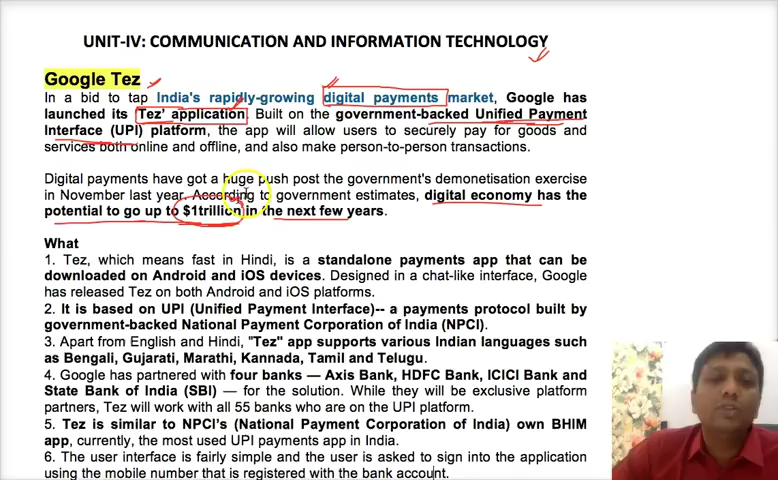 UNIT-IV: COMMUNICATION AND INFORMATION TECHNOLOGY
Google Tez
In a bid to tap India's rapidly-growing digital payments market, Google has
launched its Tez' application. Built on the government-backed Unified Payment
Interface (UPI) platform, the app will allow users to securely pay for goods and
services both online and offline, and also make person-to-person transactions.
Digital payments have got a huge push post the government's demonetisation exercise
in November last year. According to government estimates, digital economy has the
potential to go up to $1trillion in the next few years.
What
1. Tez, which means fast in Hindi, is a standalone payments app that can be
downloaded on Android and iOS devices. Designed in a chat-like interface, Google
has released Tez on both Android and iOS platforms.
2. It is based on UPI (Unified Payment Interface)-- a payments protocol built by
government-backed National Payment Corporation of India (NPCI).
3. Apart from English and Hindi, "Tez" app supports various Indian languages such
as Bengali, Gujarati, Marathi, Kannada, Tamil and Telugu.
4. Google has partnered with four banks — Axis Bank, HDFC Bank, ICICI Bank and
State Bank of India (SBI) — for the solution. While they will be exclusive platform
partners, Tez will work with all 55 banks who are on the UPI platform.
5. Tez is similar to NPCI's (National Payment Corporation of India) own BHIM
app, currently, the most used UPI payments app in India.
6. The user interface is fairly simple and the user is asked to sign into the application
using the mobile number that is registered with the bank account.